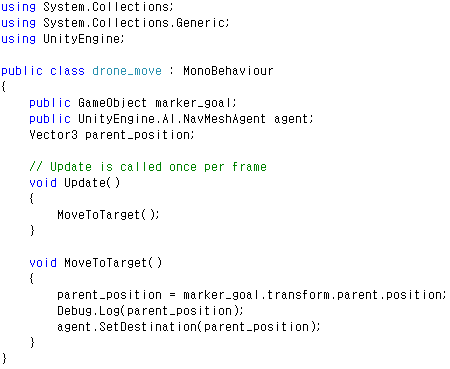 using System.Collections;
using System.Collections.Generic;
using UnityEngine;

public class drone_move : MonoBehaviour
{
    public GameObject marker_goal;
    public UnityEngine.AI.NavMeshAgent agent;
    Vector3 parent_position;

    // Update is called once per frame
    void Update()
    {
        MoveToTarget();
    }

    void MoveToTarget()
    {
        parent_position = marker_goal.transform.parent.position;
        Debug.Log(parent_position);
        agent.SetDestination(parent_position);
    }
}